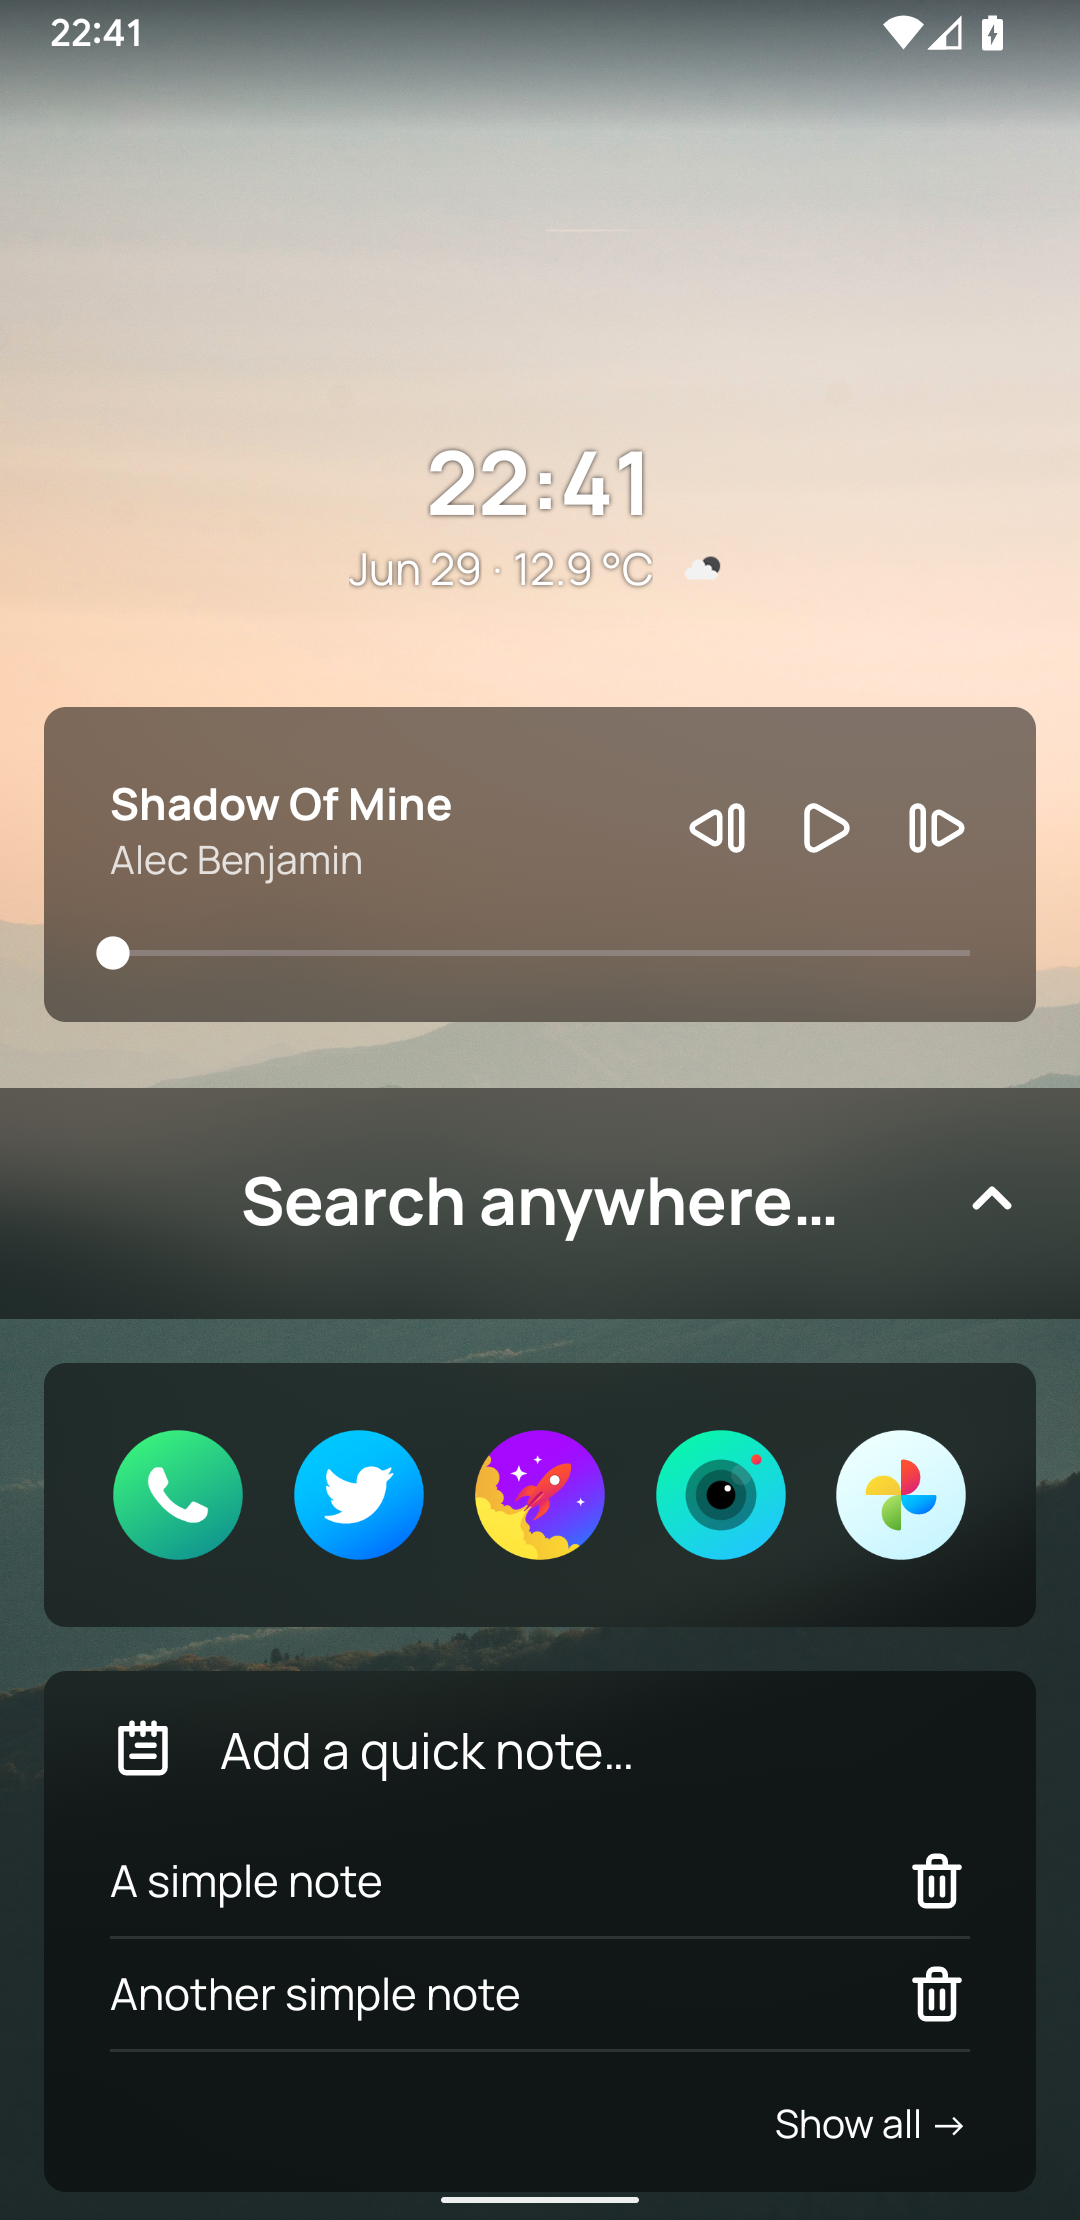 22:41
22:41
Jun 29 · 12.9 °C
Shadow Of Mine
Alec Benjamin
Search anywhere...
Add a quick note...
A simple note
Another simple note
Show all →